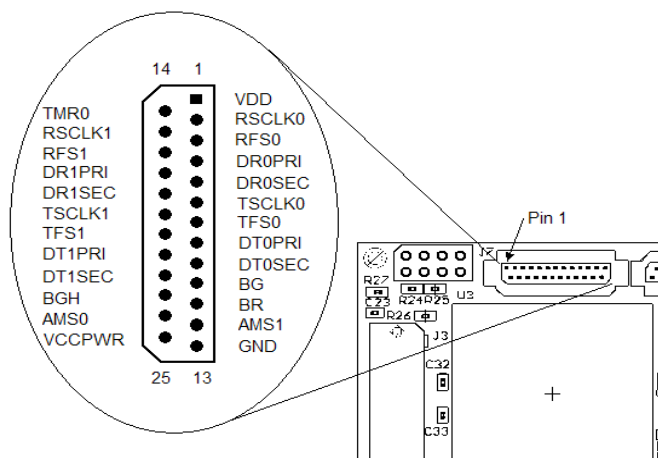 14 1
TMR0
RSCLK1
RFS1
DR1PRI
DR1SEC
TSCLK1
TFS1
DT1PRI
DT1SEC
BGH
AMS0
VCCPWR
VDD
RSCLK0
RFS0
DR0PRI
DR0SEC
TSCLK0
TFS0
DT0PRI
DT0SEC
BG
BR
AMS1
GND
25 13
Pin 1
R27
C23
R24
R25
U3
R26
J3
C32
C33